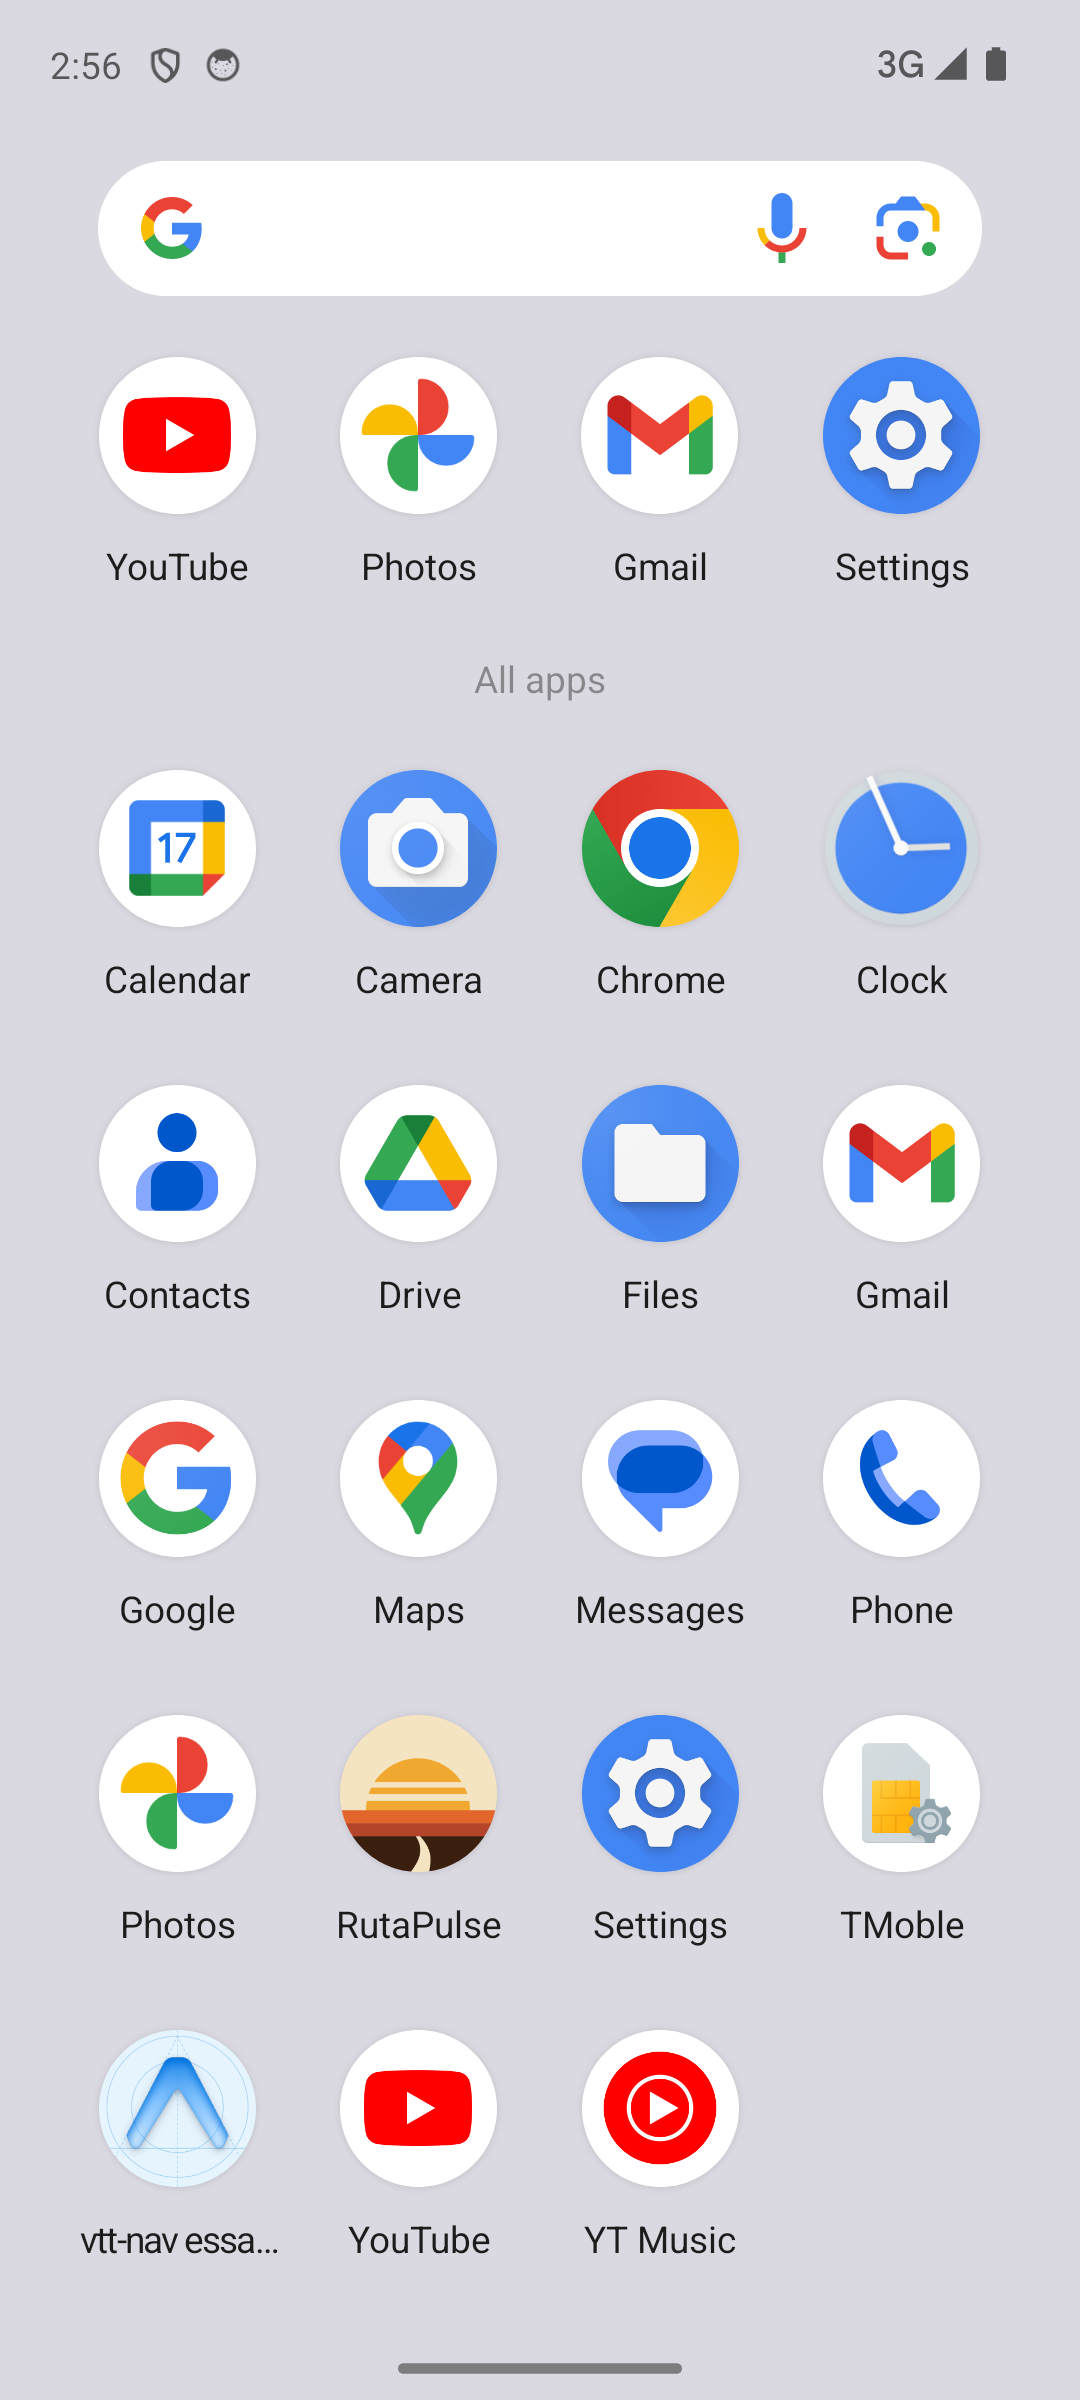 2:56 3G
YouTube Photos Gmail Settings
All apps
17
Calendar Camera Chrome Clock
Contacts Drive Files Gmail
Google Maps Messages Phone
Photos RutaPulse Settings TMoble
vtt-nav essa... YouTube YT Music